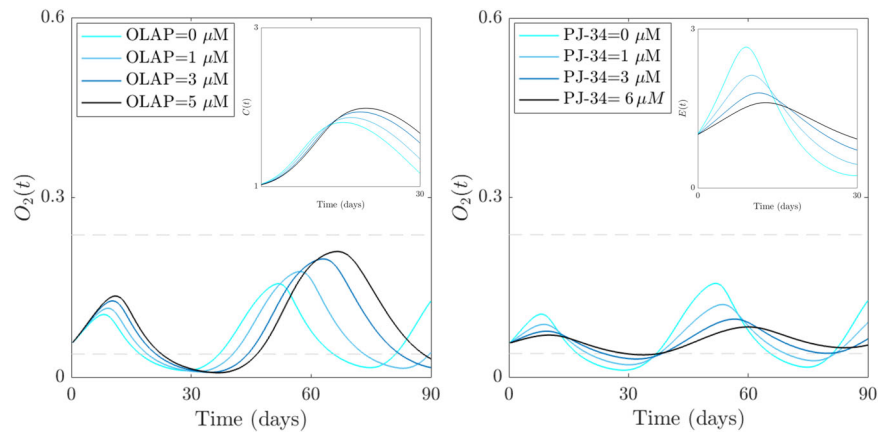 0.6
OLAP=0 μM
OLAP=1 μM
OLAP=3 μM
OLAP=5 μM
3
C(t)
1
30
Time (days)
0.3
O₂(t)
0
0
30
60
90
Time (days)
0.6
PJ-34=0 μM
PJ-34=1 μM
PJ-34=3 μM
PJ-34= 6 μM
3
E(t)
0
0
30
Time (days)
0.3
O₂(t)
0
0
30
60
90
Time (days)